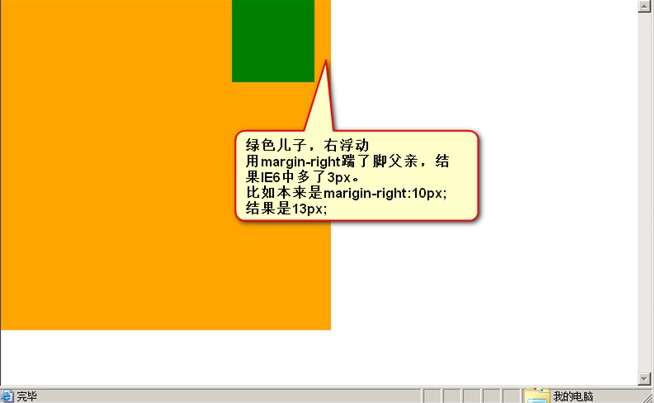 绿色儿子，右浮动
用margin-right踹了脚父亲，结
果IE6中多了3px。
比如本来是marigin-right:10px;
结果是13px;
完毕
我的电脑